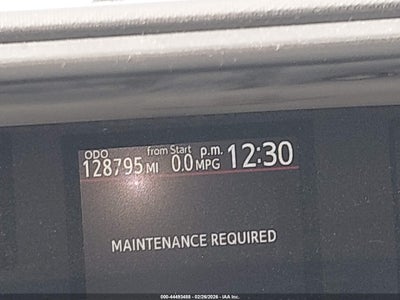 ODO from Start p.m. 12:30
128795 MI 0.0 MPG
MAINTENANCE REQUIRED
000 - 44493488 - 02/26/2026 - IAA Inc.